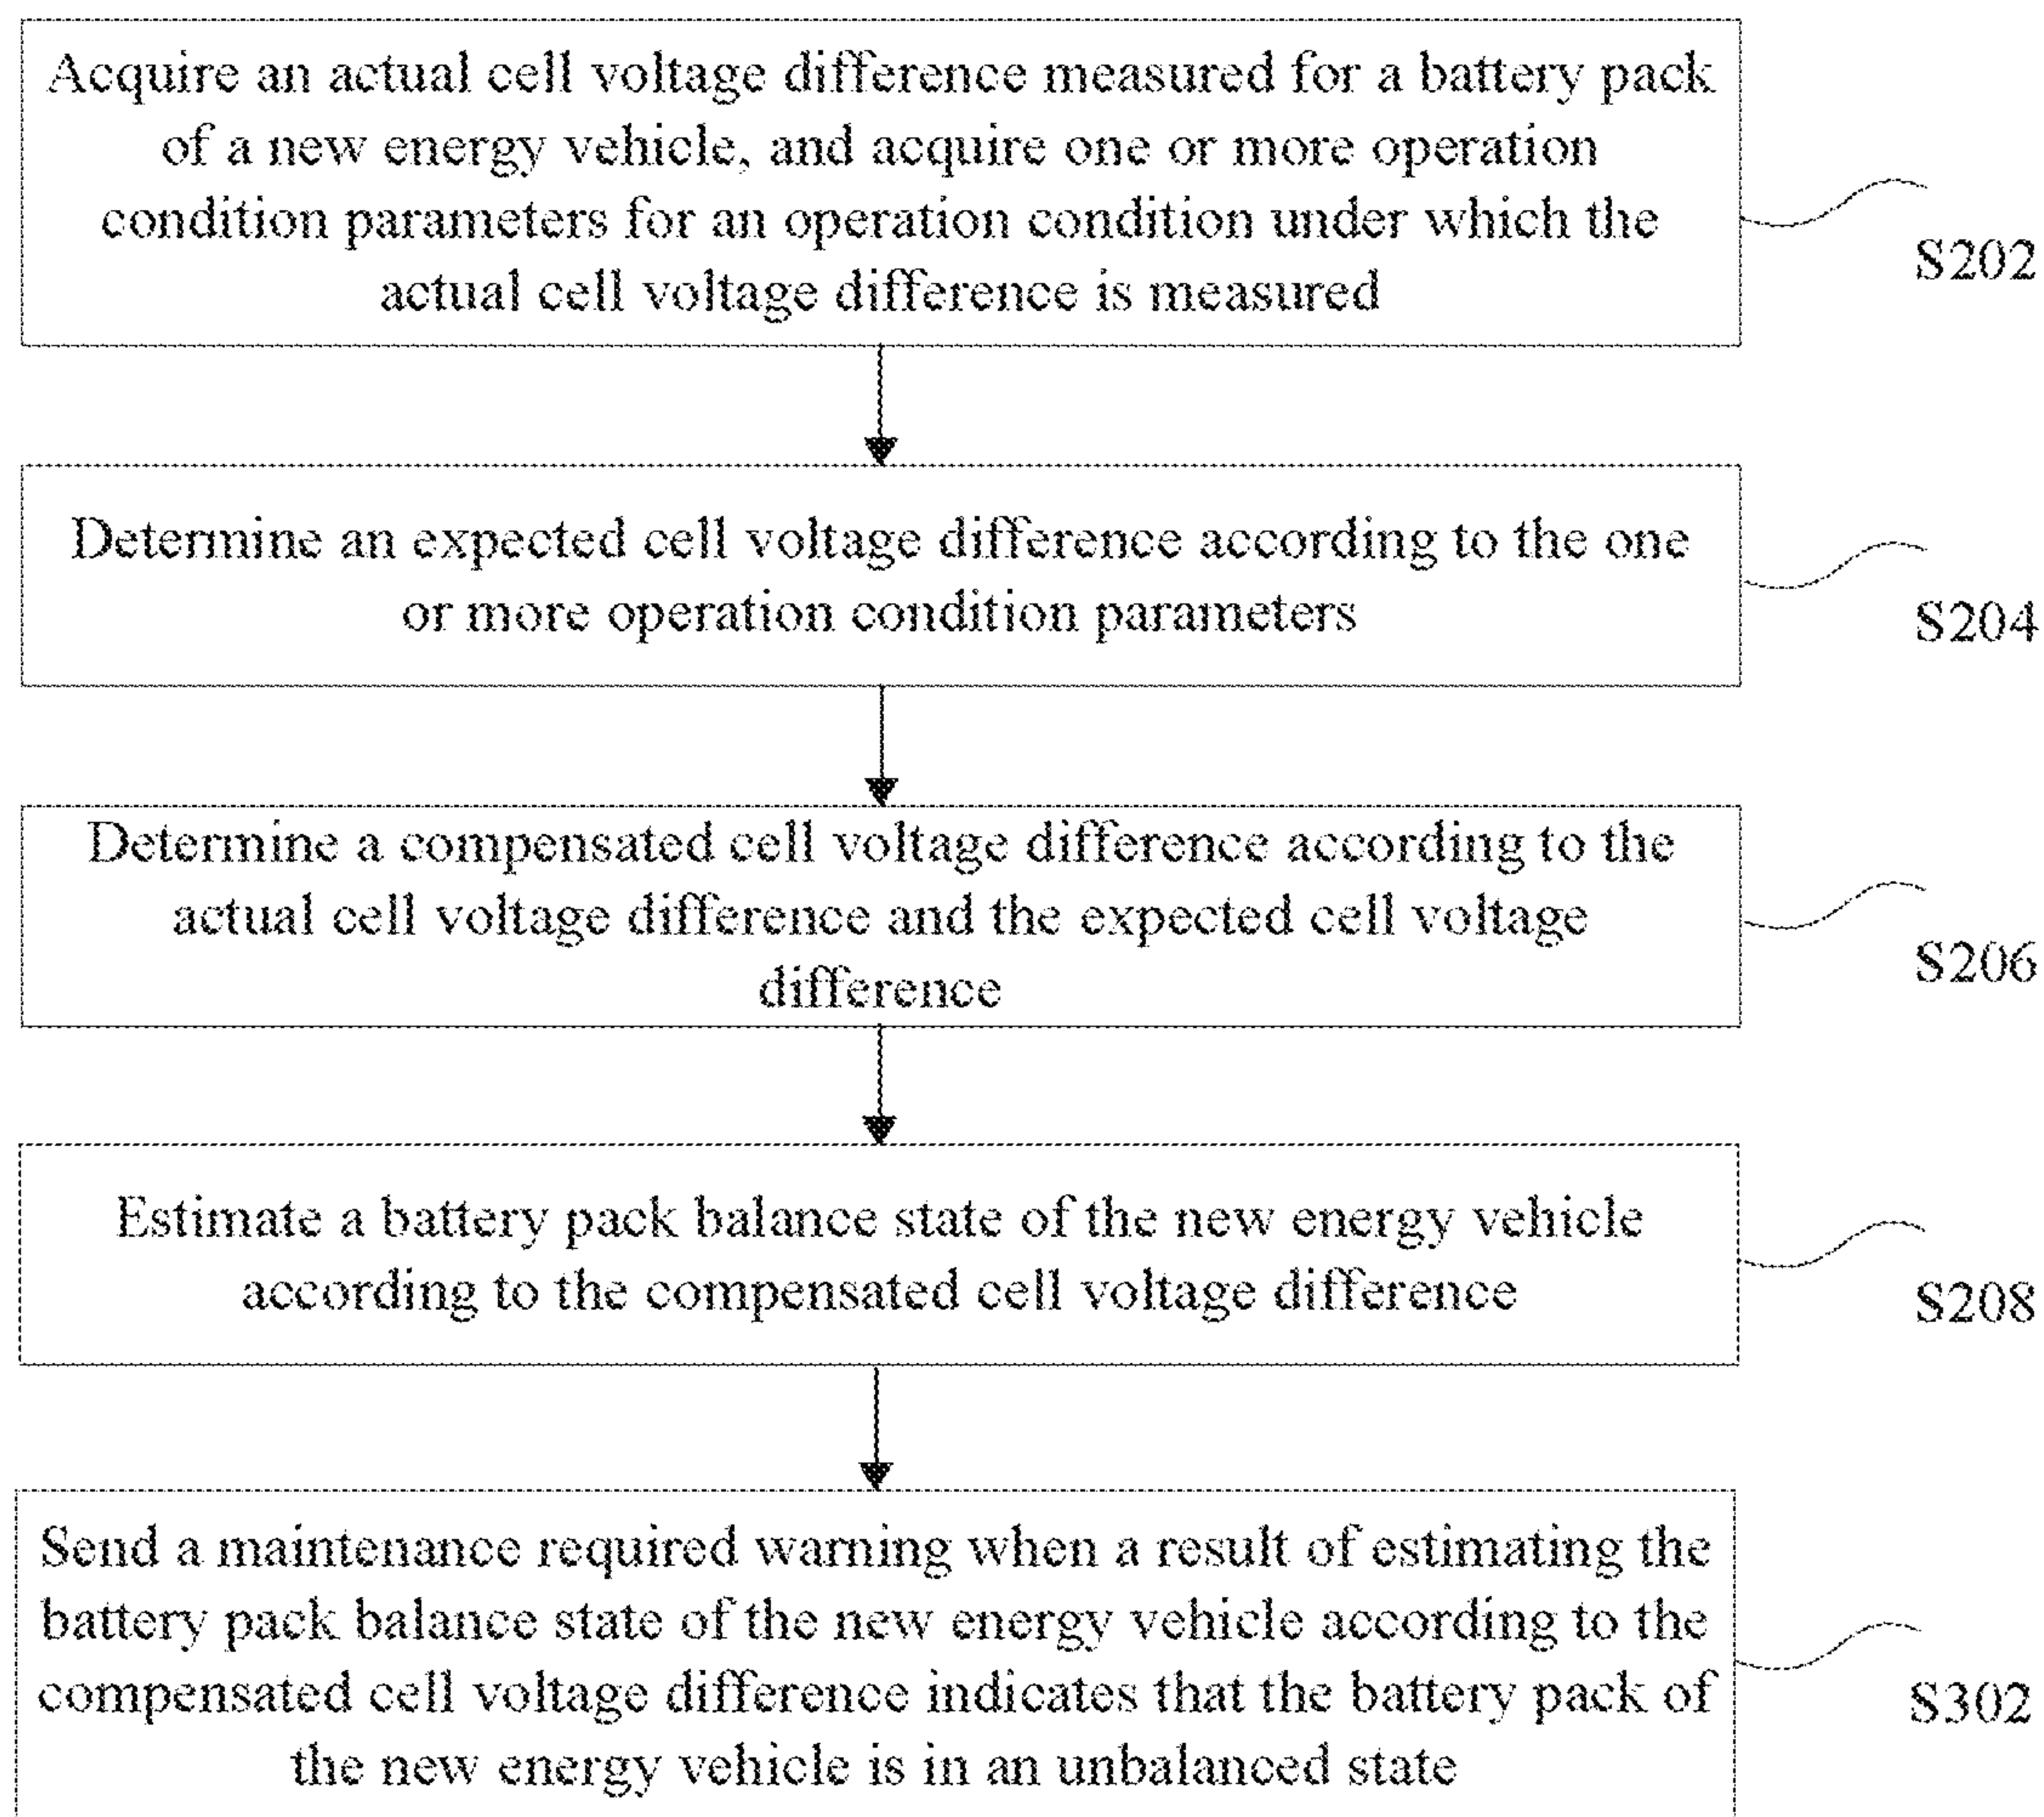 Acquire an actual cell voltage difference measured for a battery pack
of a new energy vehicle, and acquire one or more operation
condition parameters for an operation condition under which the
actual cell voltage difference is measured
S202
Determine an expected cell voltage difference according to the one
or more operation condition parameters
S204
Determine a compensated cell voltage difference according to the
actual cell voltage difference and the expected cell voltage
difference
S206
Estimate a battery pack balance state of the new energy vehicle
according to the compensated cell voltage difference
S208
Send a maintenance required warning when a result of estimating the
battery pack balance state of the new energy vehicle according to the
compensated cell voltage difference indicates that the battery pack of
the new energy vehicle is in an unbalanced state
S302